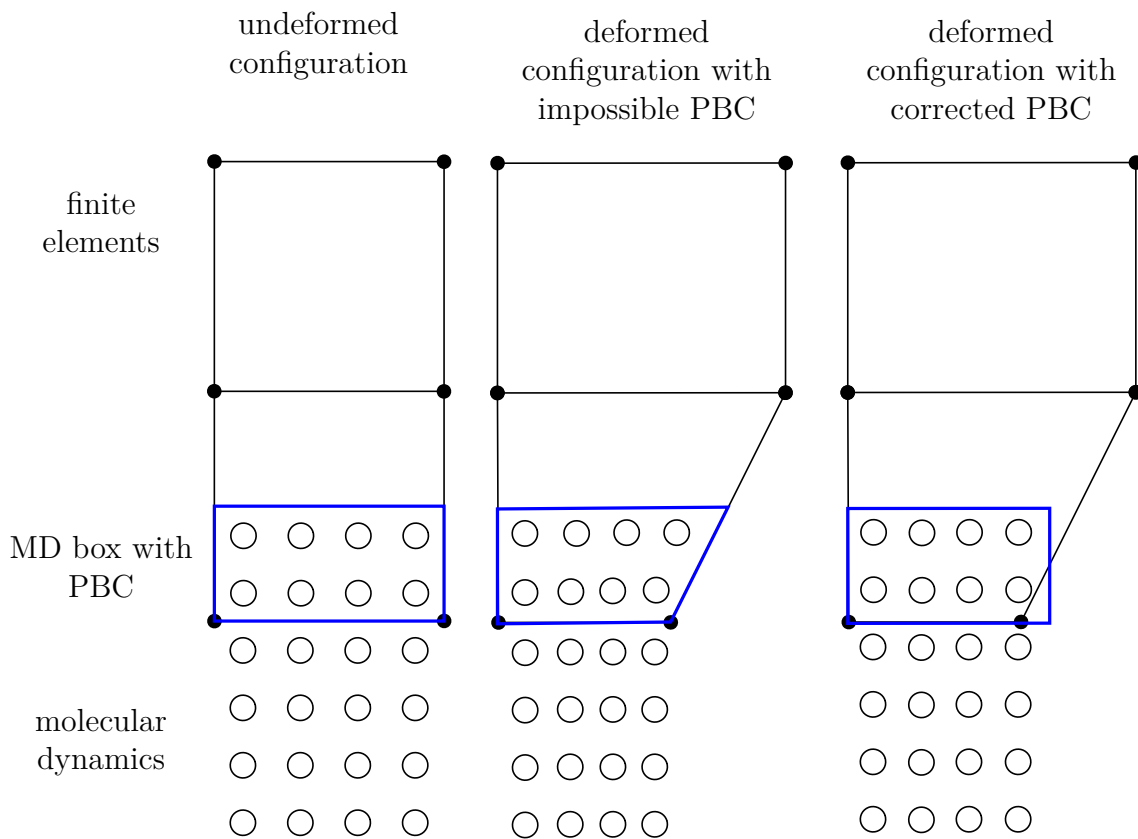 undeformed
configuration
deformed
configuration with
impossible PBC
deformed
configuration with
corrected PBC
finite
elements
MD box with
PBC
molecular
dynamics